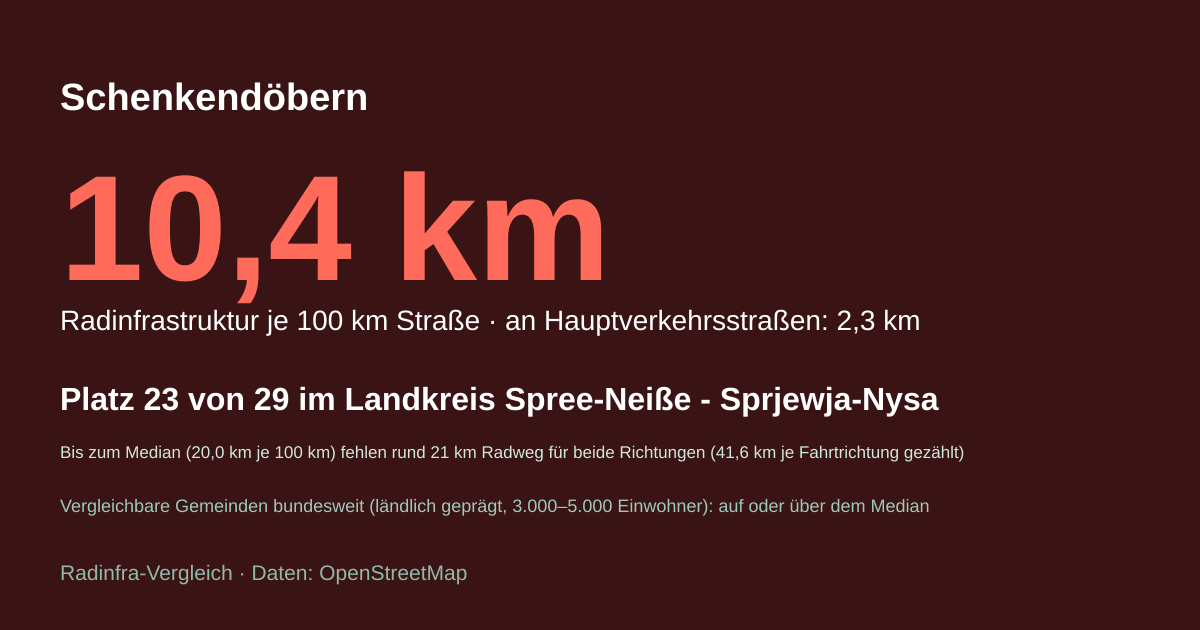 Schenkendöbern
10,4 km
Radinfrastruktur je 100 km Straße · an Hauptverkehrsstraßen: 2,3 km
Platz 23 von 29 im Landkreis Spree-Neiße - Sprjewja-Nysa
Bis zum Median (20,0 km je 100 km) fehlen rund 21 km Radweg für beide Richtungen (41,6 km je Fahrtrichtung gezählt)
Vergleichbare Gemeinden bundesweit (ländlich geprägt, 3.000–5.000 Einwohner): auf oder über dem Median
Radinfra-Vergleich · Daten: OpenStreetMap